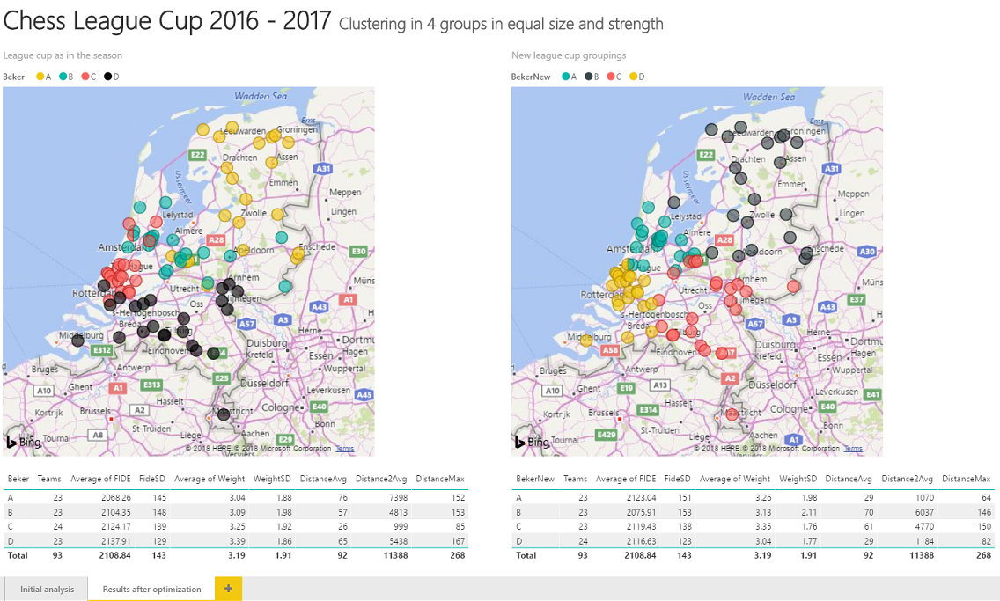 Chess League Cup 2016 - 2017 Clustering in 4 groups in equal size and strength
League cup as in the season
Beker A B C D
Wadden Sea
Ems
Leeuwarden Groningen
E22 Drachten Assen
A31
IJsselmeer
Emmen
Meppen
Lelystad Zwolle Lingen
Almere
Amsterdam A28 Apeldoorn Enschede E30
Hague
Utrecht Arnhem
Rotterdam Nijmegen Müns
Oss A1
's-Hertogenbosch A43
Breda A57 A3
Middelburg Tilburg Herne Dortmu
E312 Eindhoven Duisburg Essen Hagen
Krefeld
Bruges Antwerp Wuppertal
A10 Ghent A1 E313 E25 Düsseldorf
Hasselt Leverkusen A45
Kortrijk Brussels A2 Maastricht Cologne E40
St-Truiden Bonn
Tournai A8 Liège Aachen E29
Bing © 2018 HERE, © 2018 Microsoft Corporation Terms
Verviers
Beker Teams Average of FIDE FideSD Average of Weight WeightSD DistanceAvg Distance2Avg DistanceMax
A 23 2068.26 145 3.04 1.88 76 7398 152
B 23 2104.35 148 3.09 1.98 57 4813 153
C 24 2124.17 139 3.25 1.92 26 999 85
D 23 2137.91 129 3.39 1.86 65 5438 167
Total 93 2108.84 143 3.19 1.91 92 11388 268
New league cup groupings
BekerNew A B C D
Wadden Sea
Ems
Leeuwarden Groningen
E22 Drachten Assen
A31
IJsselmeer
Emmen
Meppen
Lelystad Zwolle Lingen
Almere
Amsterdam A28 Apeldoorn Enschede A30
Hague
Utrecht Arnhem
Rotterdam Nijmegen Müns
Oss E37
's-Hertogenbosch A43
Breda A57 A3
Middelburg Tilburg Herne Dortm
A58 Eindhoven Duisburg Essen Hagen
Krefeld
Bruges Antwerp A2 Wuppertal
A10 Ghent E19 A13 Düsseldorf
Hasselt Leverkusen E41
Kortrijk Brussels E314 Maastricht Cologne E40
St-Truiden Bonn
Tournai E429 Liège Aachen A1
Bing © 2018 HERE, © 2018 Microsoft Corporation Terms
Verviers
BekerNew Teams Average of FIDE FideSD Average of Weight WeightSD DistanceAvg Distance2Avg DistanceMax
A 23 2123.04 151 3.26 1.98 29 1070 64
B 23 2075.91 153 3.13 2.11 70 6037 146
C 23 2119.43 138 3.35 1.76 61 4770 150
D 24 2116.63 123 3.04 1.77 29 1184 82
Total 93 2108.84 143 3.19 1.91 92 11388 268
Initial analysis Results after optimization +